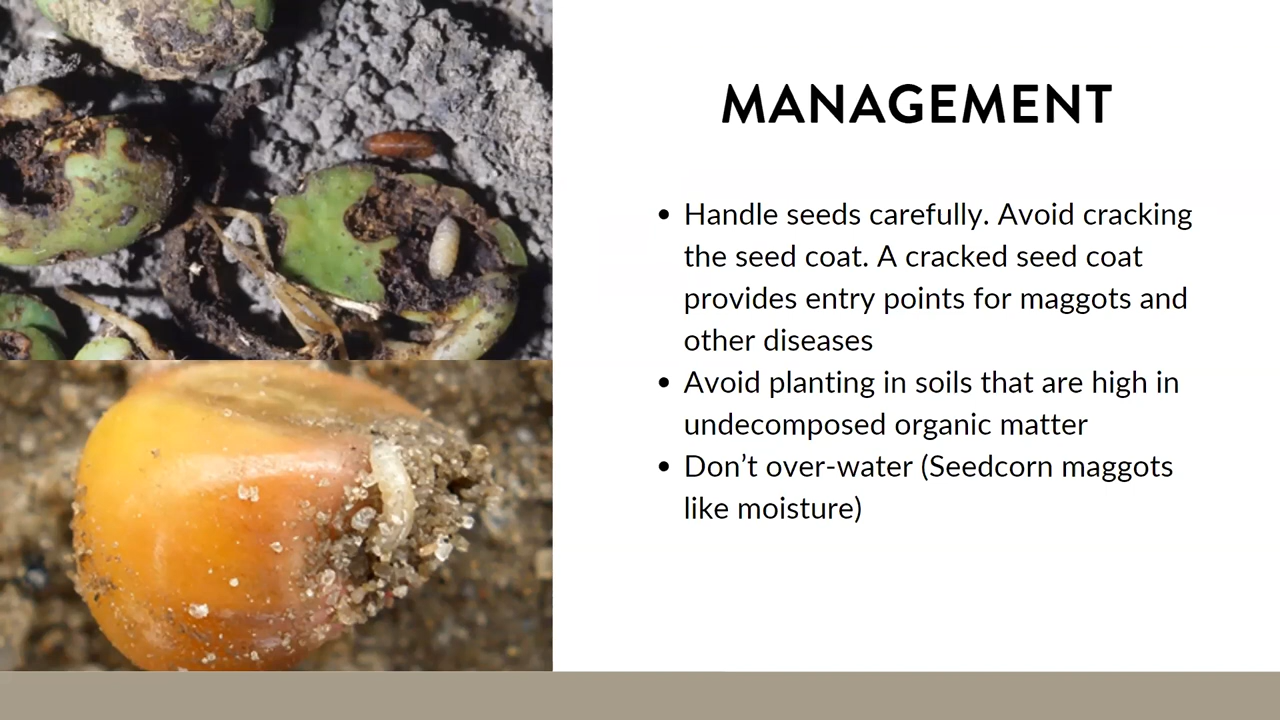 MANAGEMENT
• Handle seeds carefully. Avoid cracking
the seed coat. A cracked seed coat
provides entry points for maggots and
other diseases
• Avoid planting in soils that are high in
undecomposed organic matter
• Don’t over-water (Seedcorn maggots
like moisture)